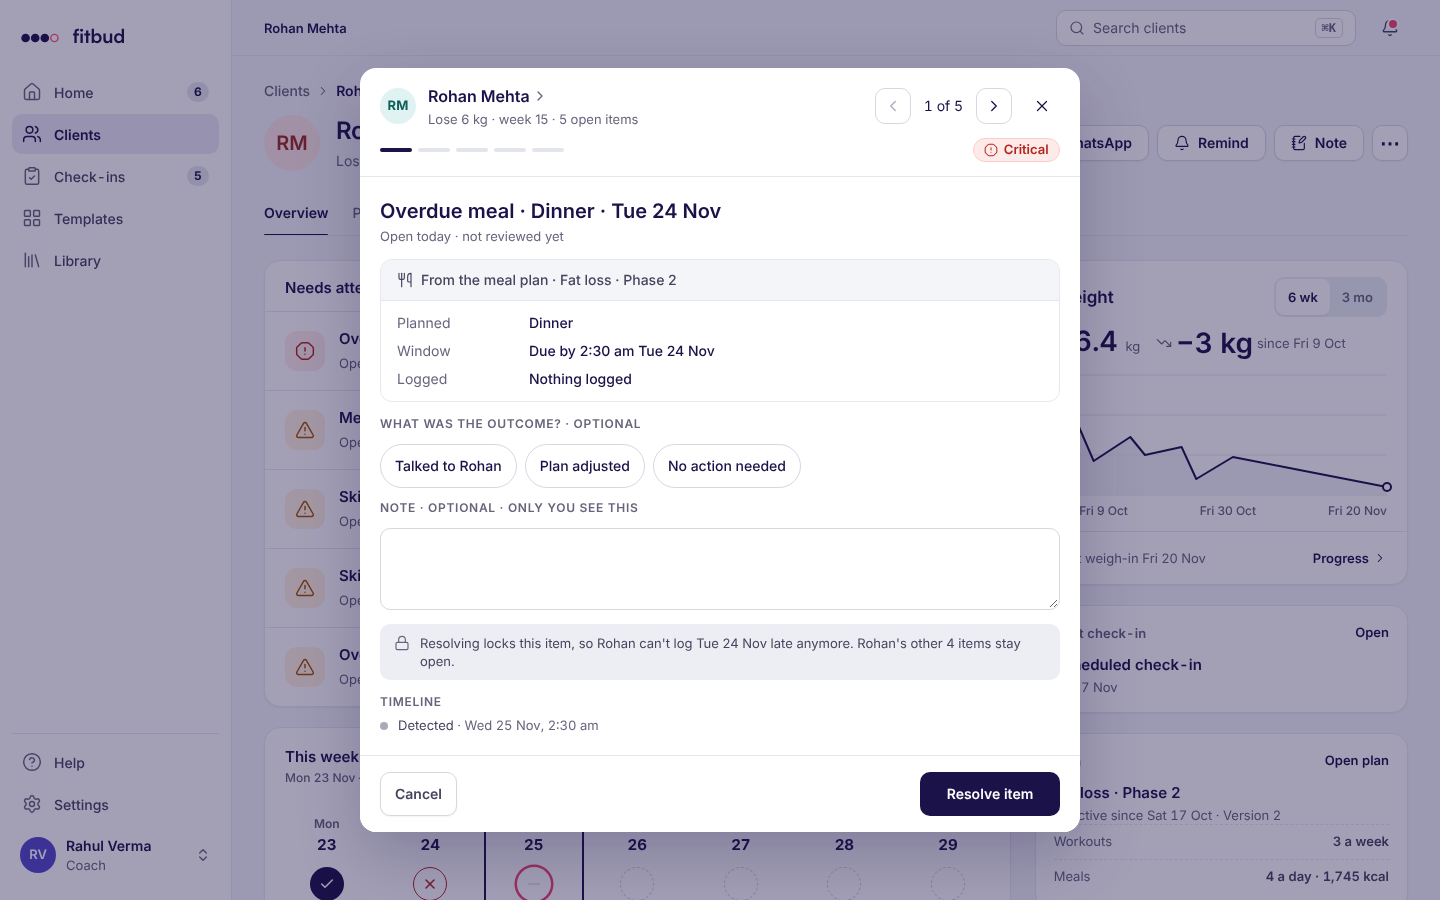 fitbud
Home 6
Clients
Check-ins 5
Templates
Library
Help
Settings
RV
Rahul Verma
Coach
Rohan Mehta
Search clients ⌘K
Clients
RM
Remind
Note
Overview
Needs
RM
Rohan Mehta
Lose 6 kg · week 15 · 5 open items
1 of 5
Critical
Overdue meal · Dinner · Tue 24 Nov
Open today · not reviewed yet
From the meal plan · Fat loss · Phase 2
Planned Dinner
Window Due by 2:30 am Tue 24 Nov
Logged Nothing logged
WHAT WAS THE OUTCOME? · OPTIONAL
Talked to Rohan
Plan adjusted
No action needed
NOTE · OPTIONAL · ONLY YOU SEE THIS
Resolving locks this item, so Rohan can't log Tue 24 Nov late anymore. Rohan's other 4 items stay
open.
TIMELINE
Detected · Wed 25 Nov, 2:30 am
Cancel
Resolve item
6 wk 3 mo
6.4 kg −3 kg since Fri 9 Oct
Fri 9 Oct Fri 30 Oct Fri 20 Nov
weigh-in Fri 20 Nov
Progress
check-in Open
check-in
7 Nov
Open plan
loss · Phase 2
since Sat 17 Oct · Version 2
Workouts 3 a week
Meals 4 a day · 1,745 kcal
This week
Mon 23 Nov
Mon
23 24 25 26 27 28 29